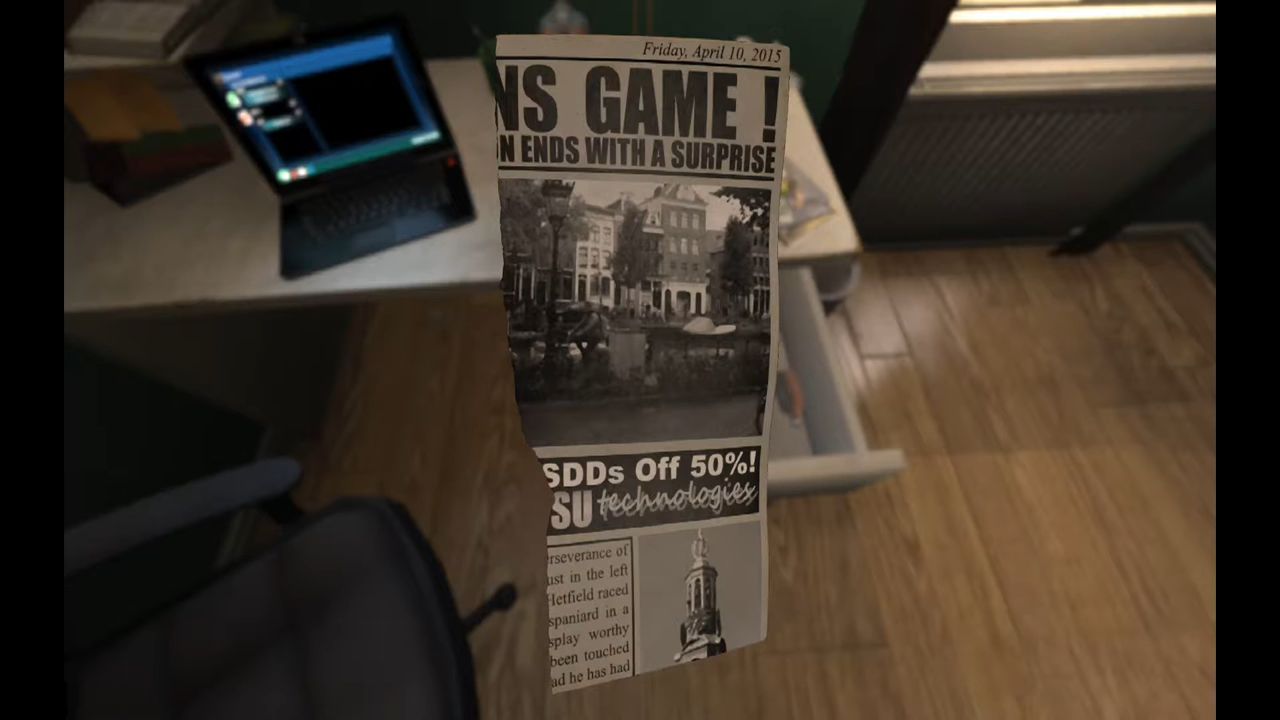 Friday, April 10, 2015
NS GAME !
N ENDS WITH A SURPRISE
SDDs Off 50%!
SU technologies
rseverance of
ust in the left
Hetfield raced
spaniard in a
splay worthy
been touched
ad he has had